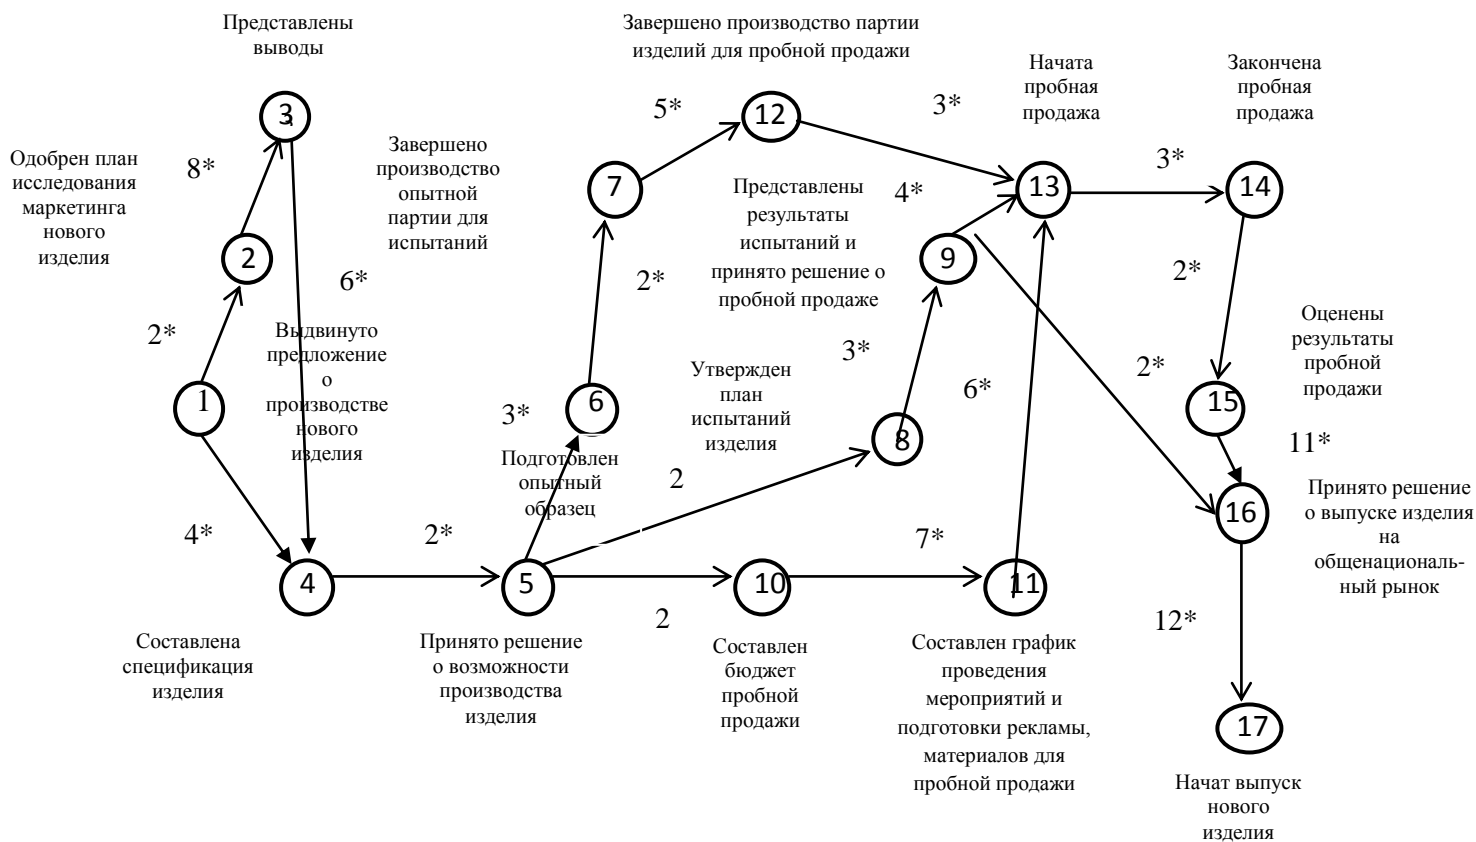 Представлены
выводы
Завершено производство партии
изделий для пробной продажи
Начата
пробная
продажа
Закончена
пробная
продажа
3
5*
12
3*
Одобрен план
исследования
маркетинга
нового
изделия
8*
Завершено
производство
опытной
партии для
испытаний
7
Представлены
результаты
испытаний и
принято решение о
пробной продаже
4*
13
3*
14
2
6*
2*
9
2*
2*
Выдвинуто
предложение
о
производстве
нового
изделия
3*
Оценены
результаты
пробной
продажи
1
3*
6
Утвержден
план
испытаний
изделия
6*
2*
15
8
11*
Подготовлен
опытный
образец
2
Принято решение
о выпуске изделия
на
общенациональ-
ный рынок
16
4*
2*
7*
4
5
10
11
2
12*
Составлена
спецификация
изделия
Принято решение
о возможности
производства
изделия
Составлен
бюджет
пробной
продажи
Составлен график
проведения
мероприятий и
подготовки рекламы,
материалов для
пробной продажи
17
Начат выпуск
нового
изделия